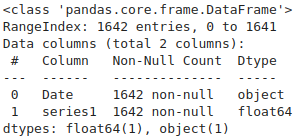 <class 'pandas.core.frame.DataFrame'>
RangeIndex: 1642 entries, 0 to 1641
Data columns (total 2 columns):
 #   Column   Non-Null Count  Dtype
---  ------   --------------  -----
 0   Date     1642 non-null   object
 1   series1  1642 non-null   float64
dtypes: float64(1), object(1)